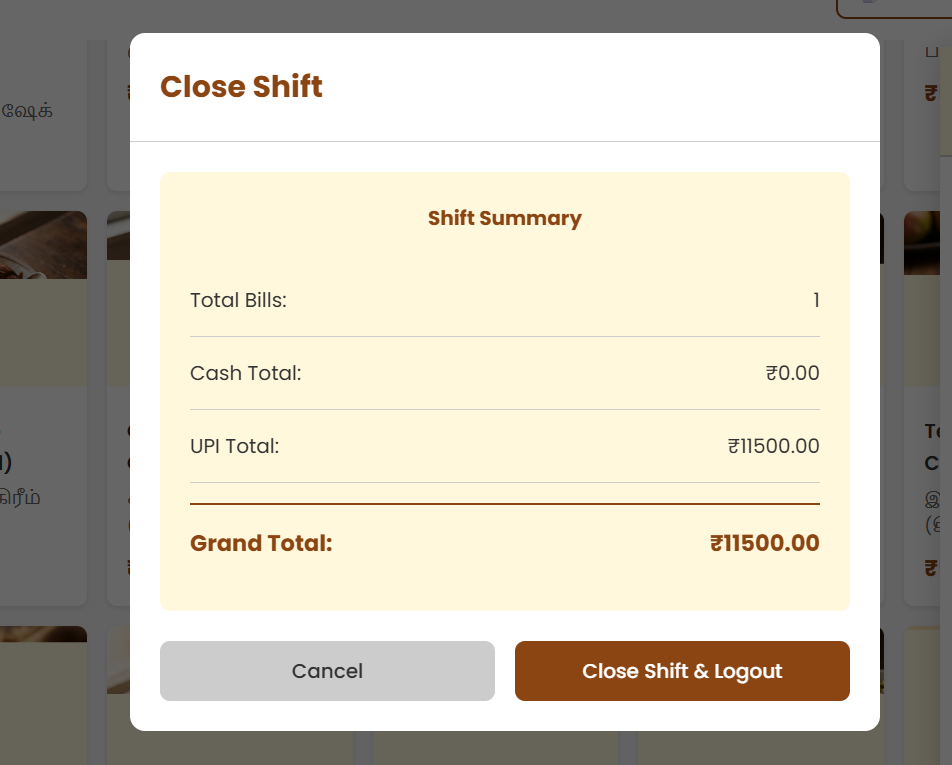 Close Shift
ஷேக்
Shift Summary
Total Bills: 1
Cash Total: ₹0.00
UPI Total: ₹11500.00
Grand Total: ₹11500.00
Cancel
Close Shift & Logout